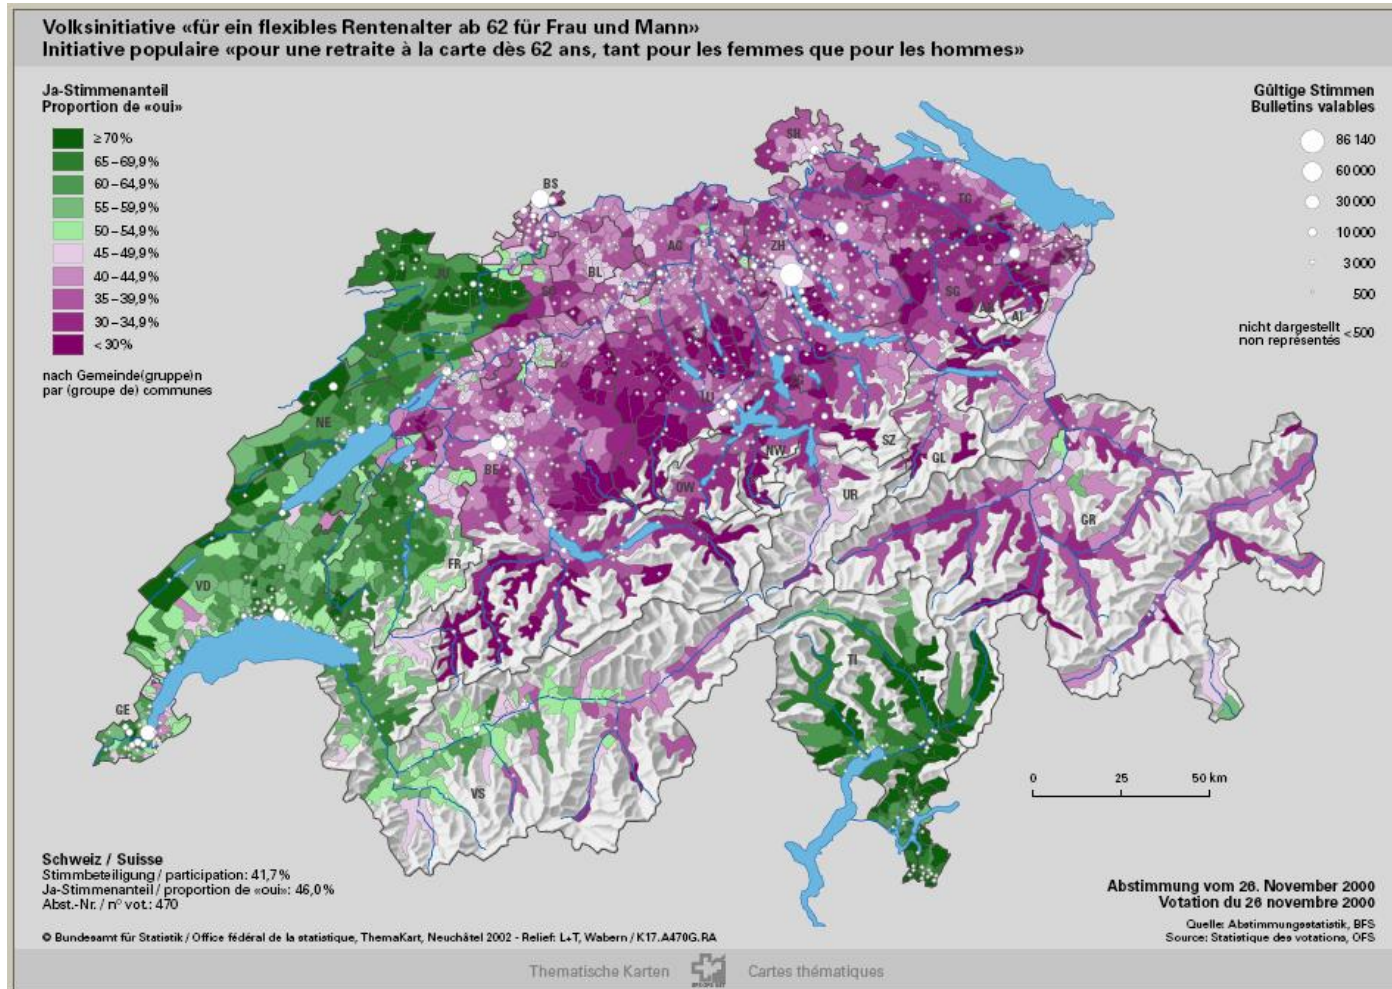 Volksinitiative «für ein flexibles Rentenalter ab 62 für Frau und Mann»
Initiative populaire «pour une retraite à la carte dès 62 ans, tant pour les femmes que pour les hommes»
Ja-Stimmenanteil
Proportion de «oui»
≥ 70 %
65 – 69,9 %
60 – 64,9 %
55 – 59,9 %
50 – 54,9 %
45 – 49,9 %
40 – 44,9 %
35 – 39,9 %
30 – 34,9 %
< 30 %
nach Gemeinde(gruppe)n
par (groupe de) communes
Gültige Stimmen
Bulletins valables
86 140
60 000
30 000
10 000
3 000
500
nicht dargestellt
non représentés
< 500
SH
BS
TG
AG
ZH
JU
BL
SO
SG
AR
AI
LU
NE
SZ
NW
GL
BE
OW
UR
GR
FR
VD
TI
GE
VS
0 25 50 km
Schweiz / Suisse
Stimmbeteiligung / participation: 41,7 %
Ja-Stimmenanteil / proportion de «oui»: 46,0 %
Abst.-Nr. / n° vot.: 470
Abstimmung vom 26. November 2000
Votation du 26 novembre 2000
Quelle: Abstimmungsstatistik, BFS
Source: Statistique des votations, OFS
© Bundesamt für Statistik / Office fédéral de la statistique, ThemaKart, Neuchâtel 2002 - Relief: L+T, Wabern / K17.A470G.RA
Thematische Karten
Cartes thématiques